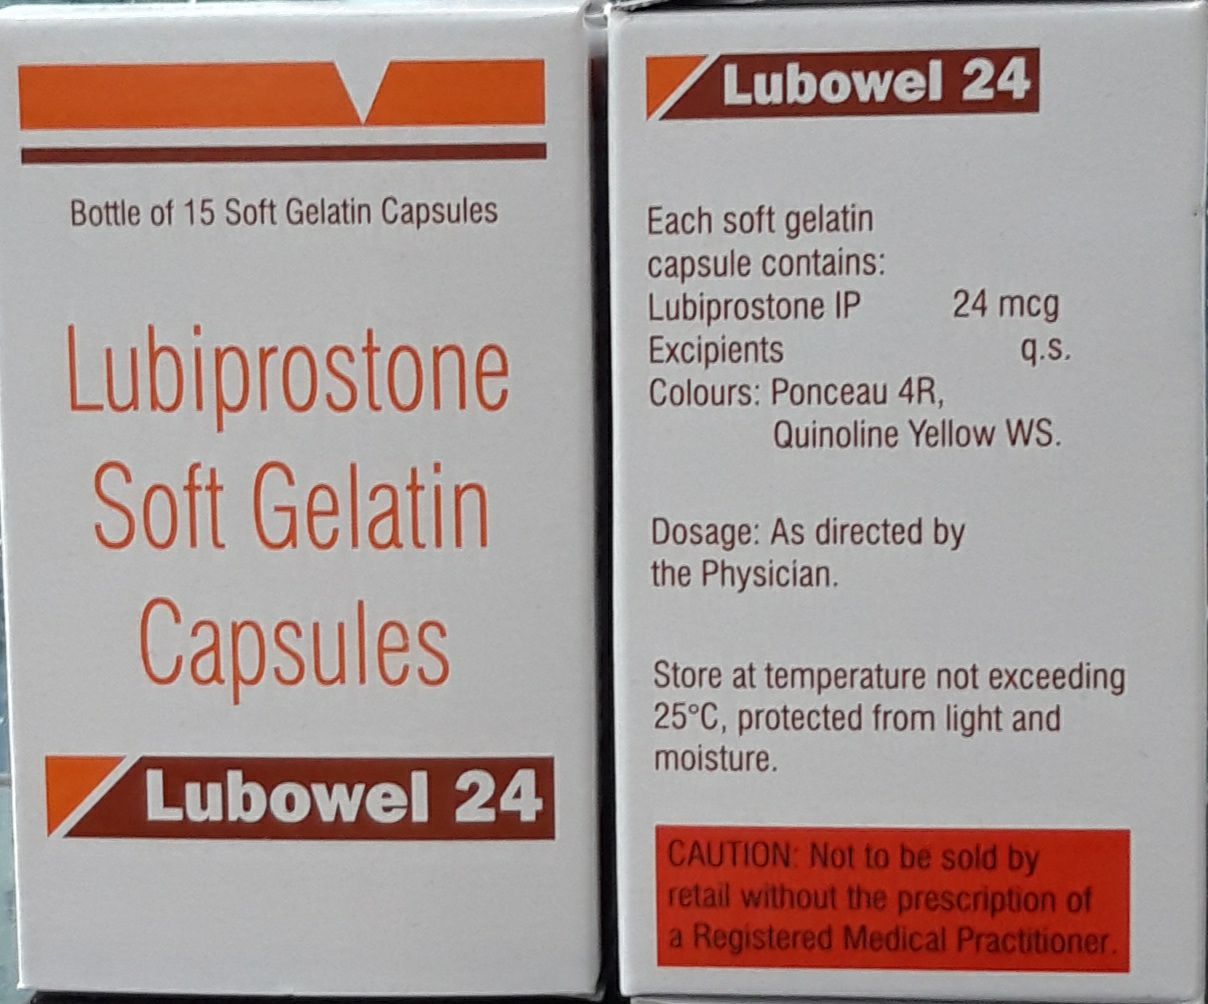 Bottle of 15 Soft Gelatin Capsules
Lubiprostone
Soft Gelatin
Capsules
Lubowel 24
Lubowel 24
Each soft gelatin
capsule contains:
Lubiprostone IP 24 mcg
Excipients q.s.
Colours: Ponceau 4R,
Quinoline Yellow WS.
Dosage: As directed by
the Physician.
Store at temperature not exceeding
25°C, protected from light and
moisture.
CAUTION: Not to be sold by
retail without the prescription of
a Registered Medical Practitioner.